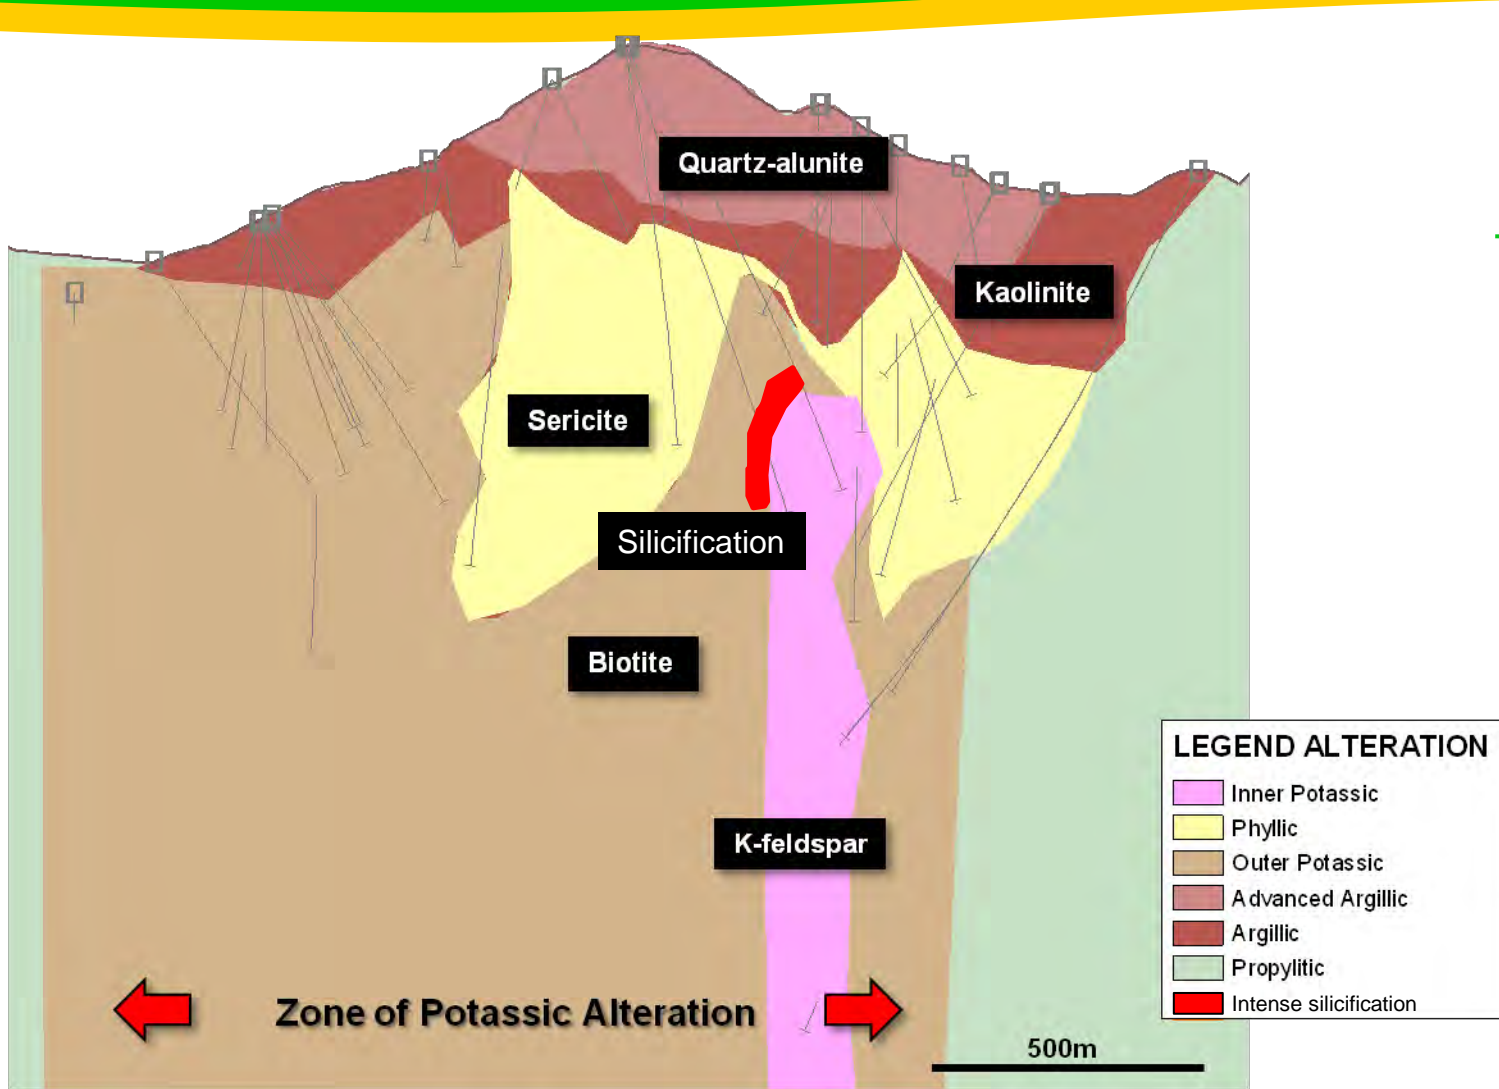 Quartz-alunite
Kaolinite
Sericite
Silicification
Biotite
K-feldspar
Zone of Potassic Alteration
500m
LEGEND ALTERATION
Inner Potassic
Phyllic
Outer Potassic
Advanced Argillic
Argillic
Propylitic
Intense silicification